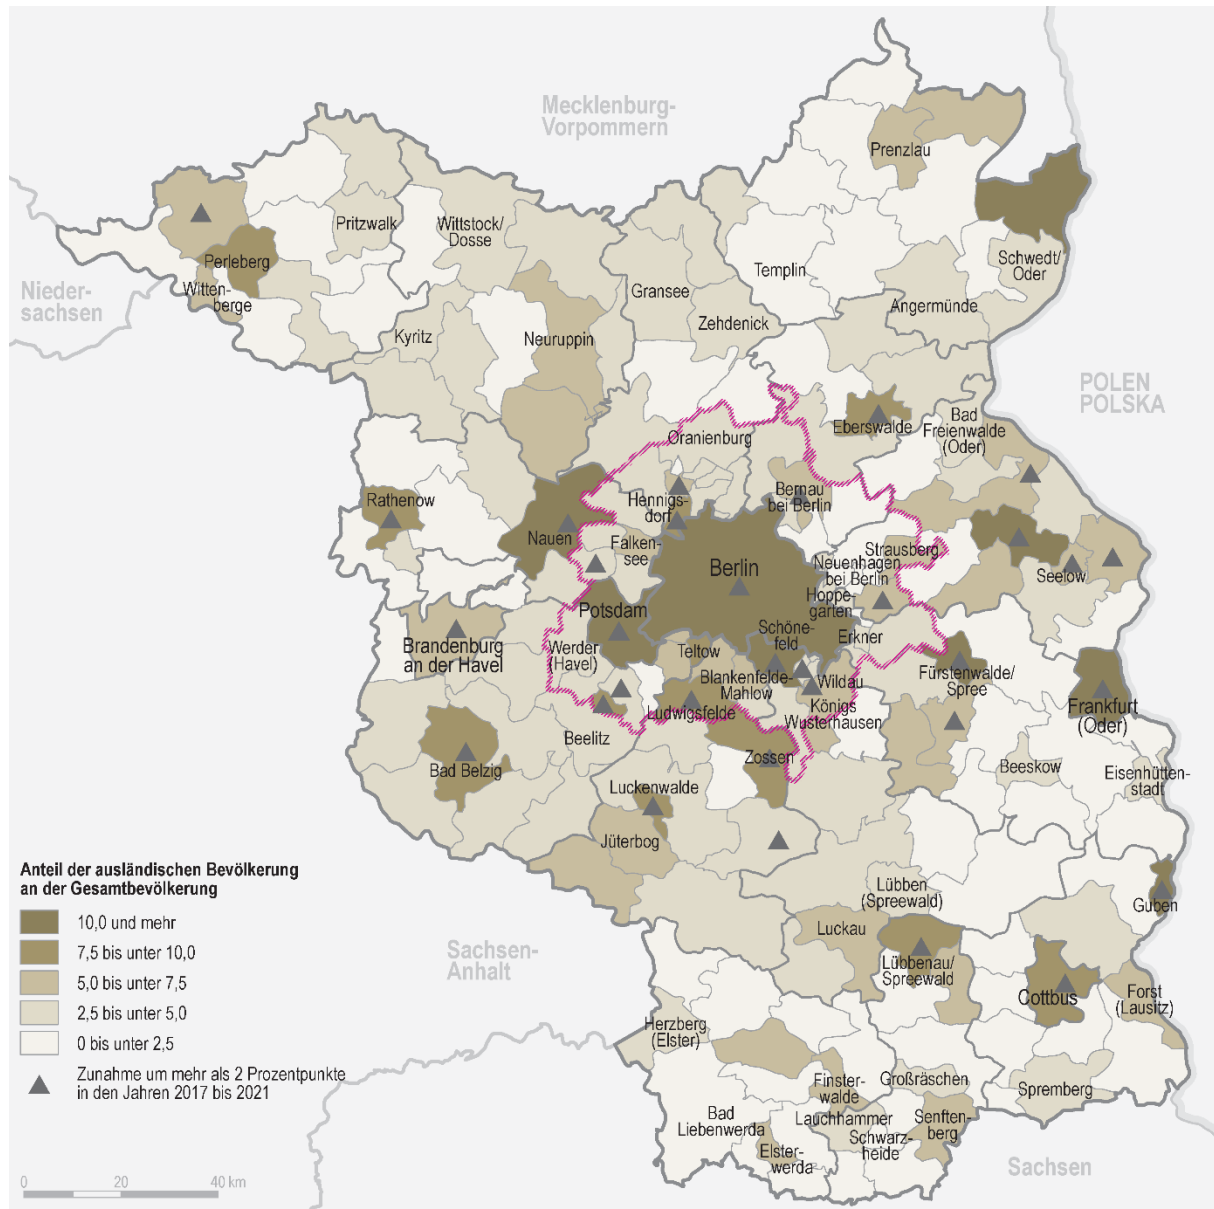 Mecklenburg-
Vorpommern
Prenzlau
Pritzwalk
Wittstock/
Dosse
Schwedt/
Oder
Perleberg
Templin
Nieder-
sachsen
Witten-
berge
Gransee
Angermünde
Zehdenick
Kyritz
Neuruppin
POLEN
POLSKA
Eberswalde
Bad
Freienwalde
(Oder)
Oranienburg
Rathenow
Hennigs-
dorf
Bernau
bei Berlin
Nauen
Falken-
see
Strausberg
Neuenhagen
bei Berlin
Berlin
Seelow
Hoppe-
garten
Potsdam
Schöne-
feld
Erkner
Brandenburg
an der Havel
Werder
(Havel)
Teltow
Blankenfelde-
Mahlow
Wildau
Fürstenwalde/
Spree
Ludwigsfelde
Königs
Wusterhausen
Frankfurt
(Oder)
Beelitz
Bad Belzig
Zossen
Beeskow
Eisenhütten-
stadt
Luckenwalde
Jüterbog
Anteil der ausländischen Bevölkerung
an der Gesamtbevölkerung
10,0 und mehr
7,5 bis unter 10,0
5,0 bis unter 7,5
2,5 bis unter 5,0
0 bis unter 2,5
Zunahme um mehr als 2 Prozentpunkte
in den Jahren 2017 bis 2021
Lübben
(Spreewald)
Guben
Luckau
Sachsen-
Anhalt
Lübbenau/
Spreewald
Cottbus
Forst
(Lausitz)
Herzberg
(Elster)
Finster-
walde
Großräschen
Spremberg
Bad
Liebenwerda
Lauchhammer
Senften-
berg
Schwarz-
heide
Elster-
werda
Sachsen
0 20 40 km